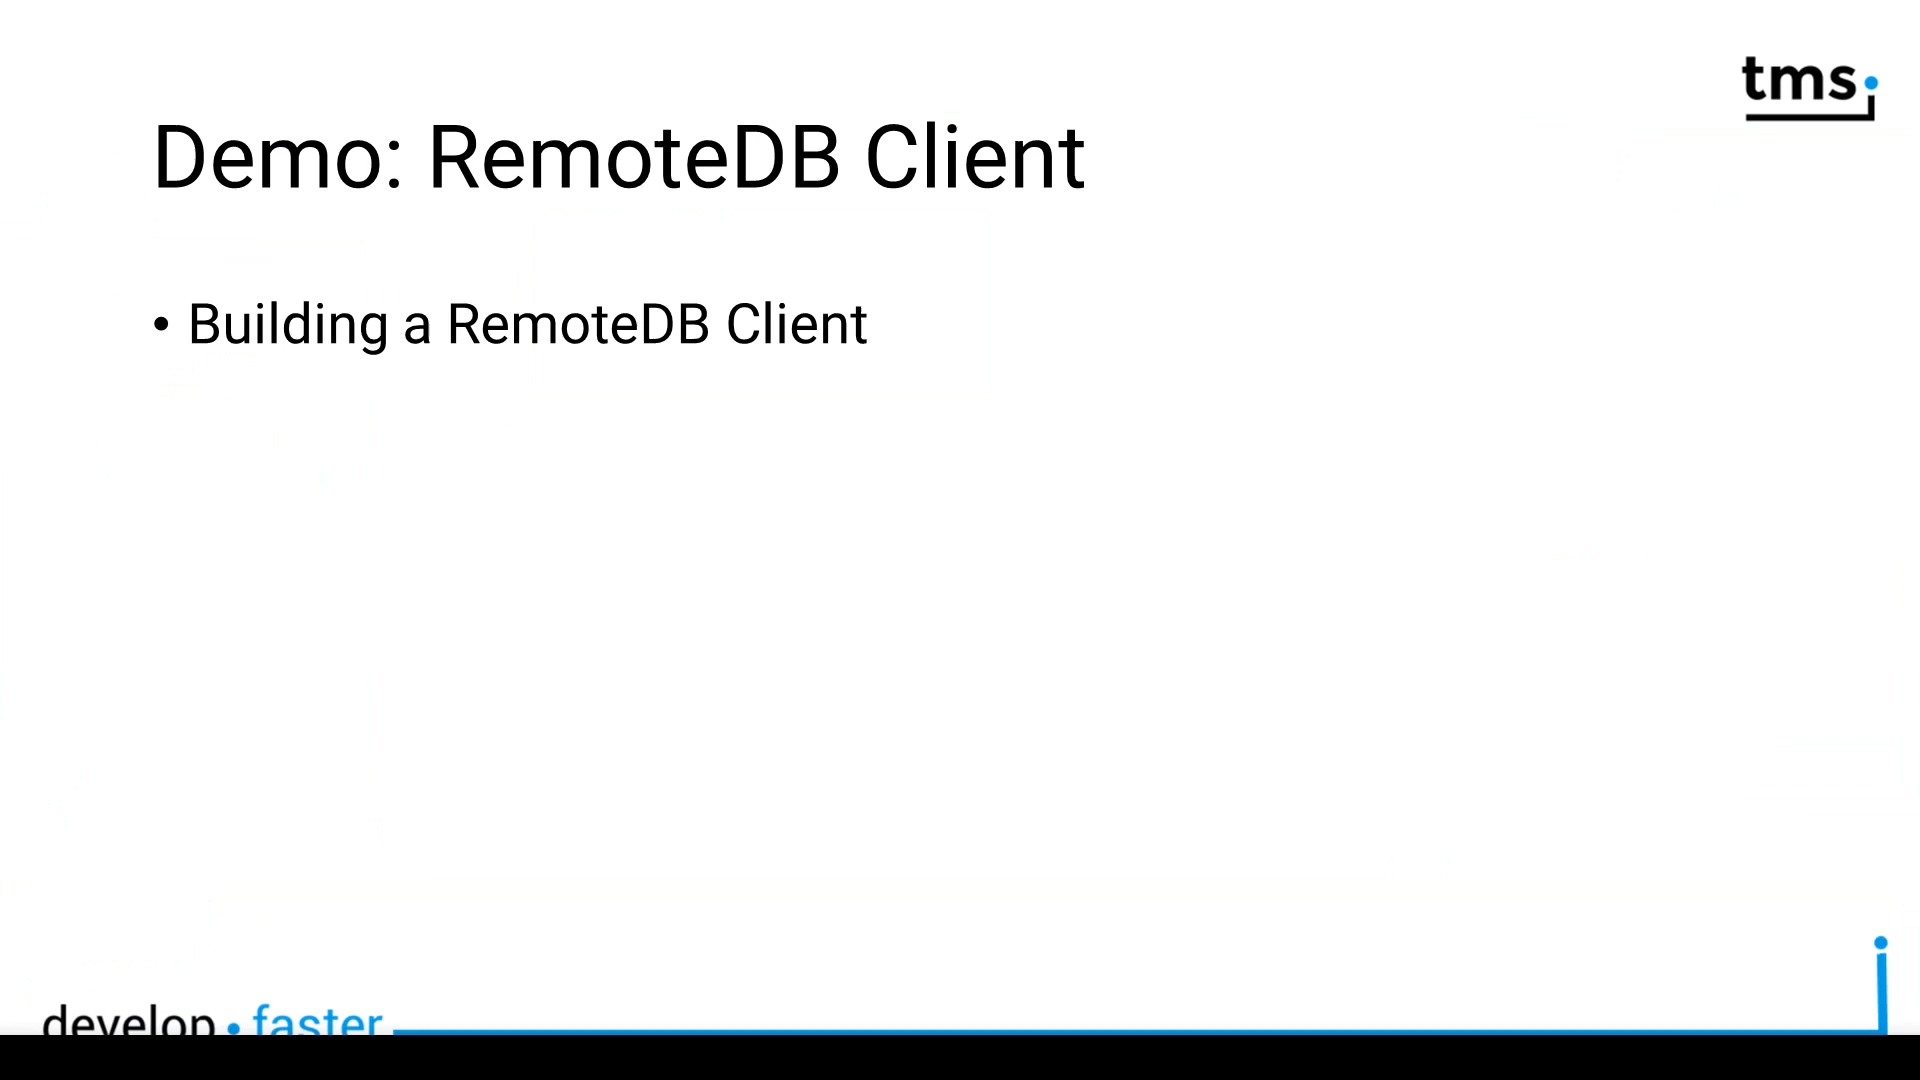 tms
Demo: RemoteDB Client
• Building a RemoteDB Client
develop • faster